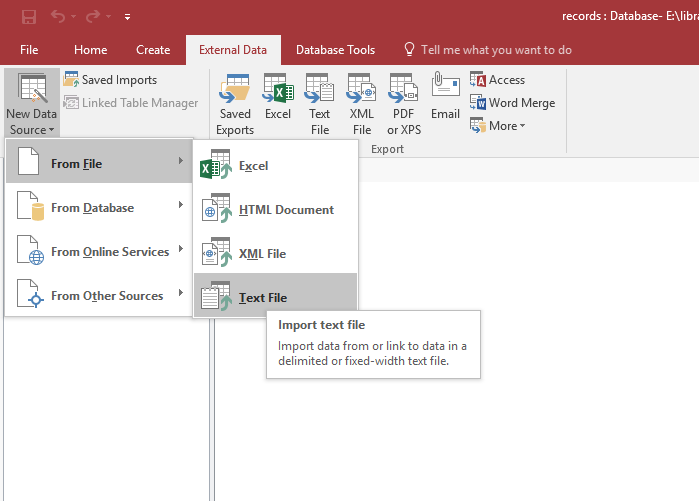 records : Database- E:\libra
File Home Create External Data Database Tools Tell me what you want to do
New Data Source
Saved Imports
Linked Table Manager
Saved Exports
Excel
Text File
XML File
PDF or XPS
Email
Access
Word Merge
More
Export
From File
From Database
From Online Services
From Other Sources
Excel
HTML Document
XML File
Text File
Import text file
Import data from or link to data in a
delimited or fixed-width text file.